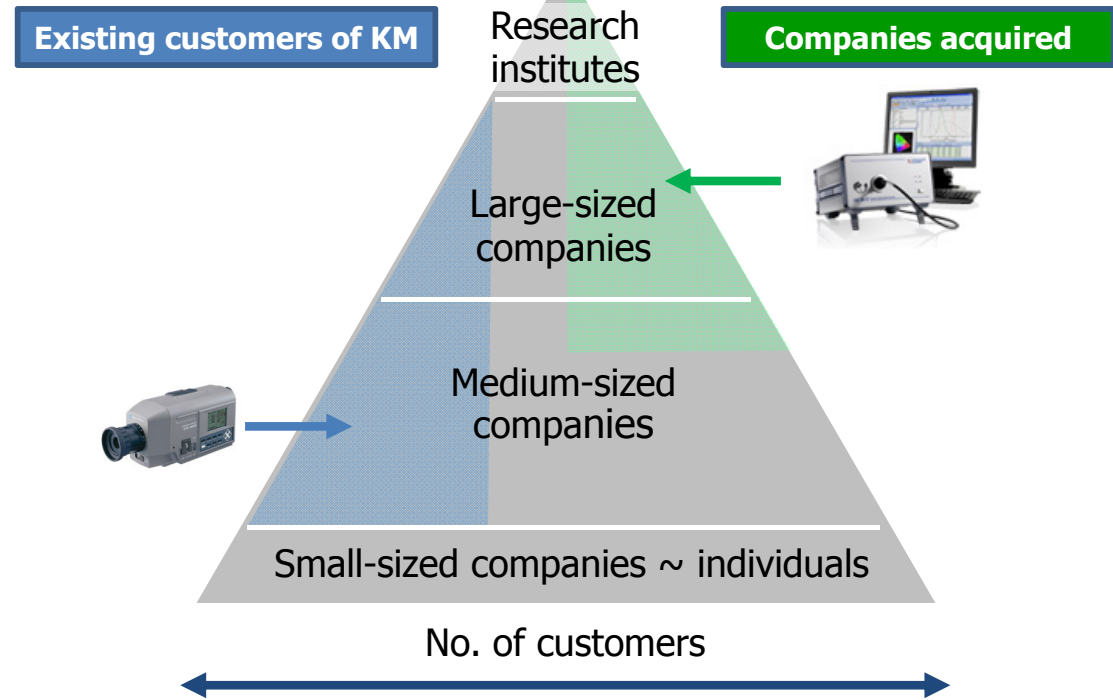 Existing customers of KM
Research
institutes
Companies acquired
Large-sized
companies
Medium-sized
companies
Small-sized companies ~ individuals
No. of customers